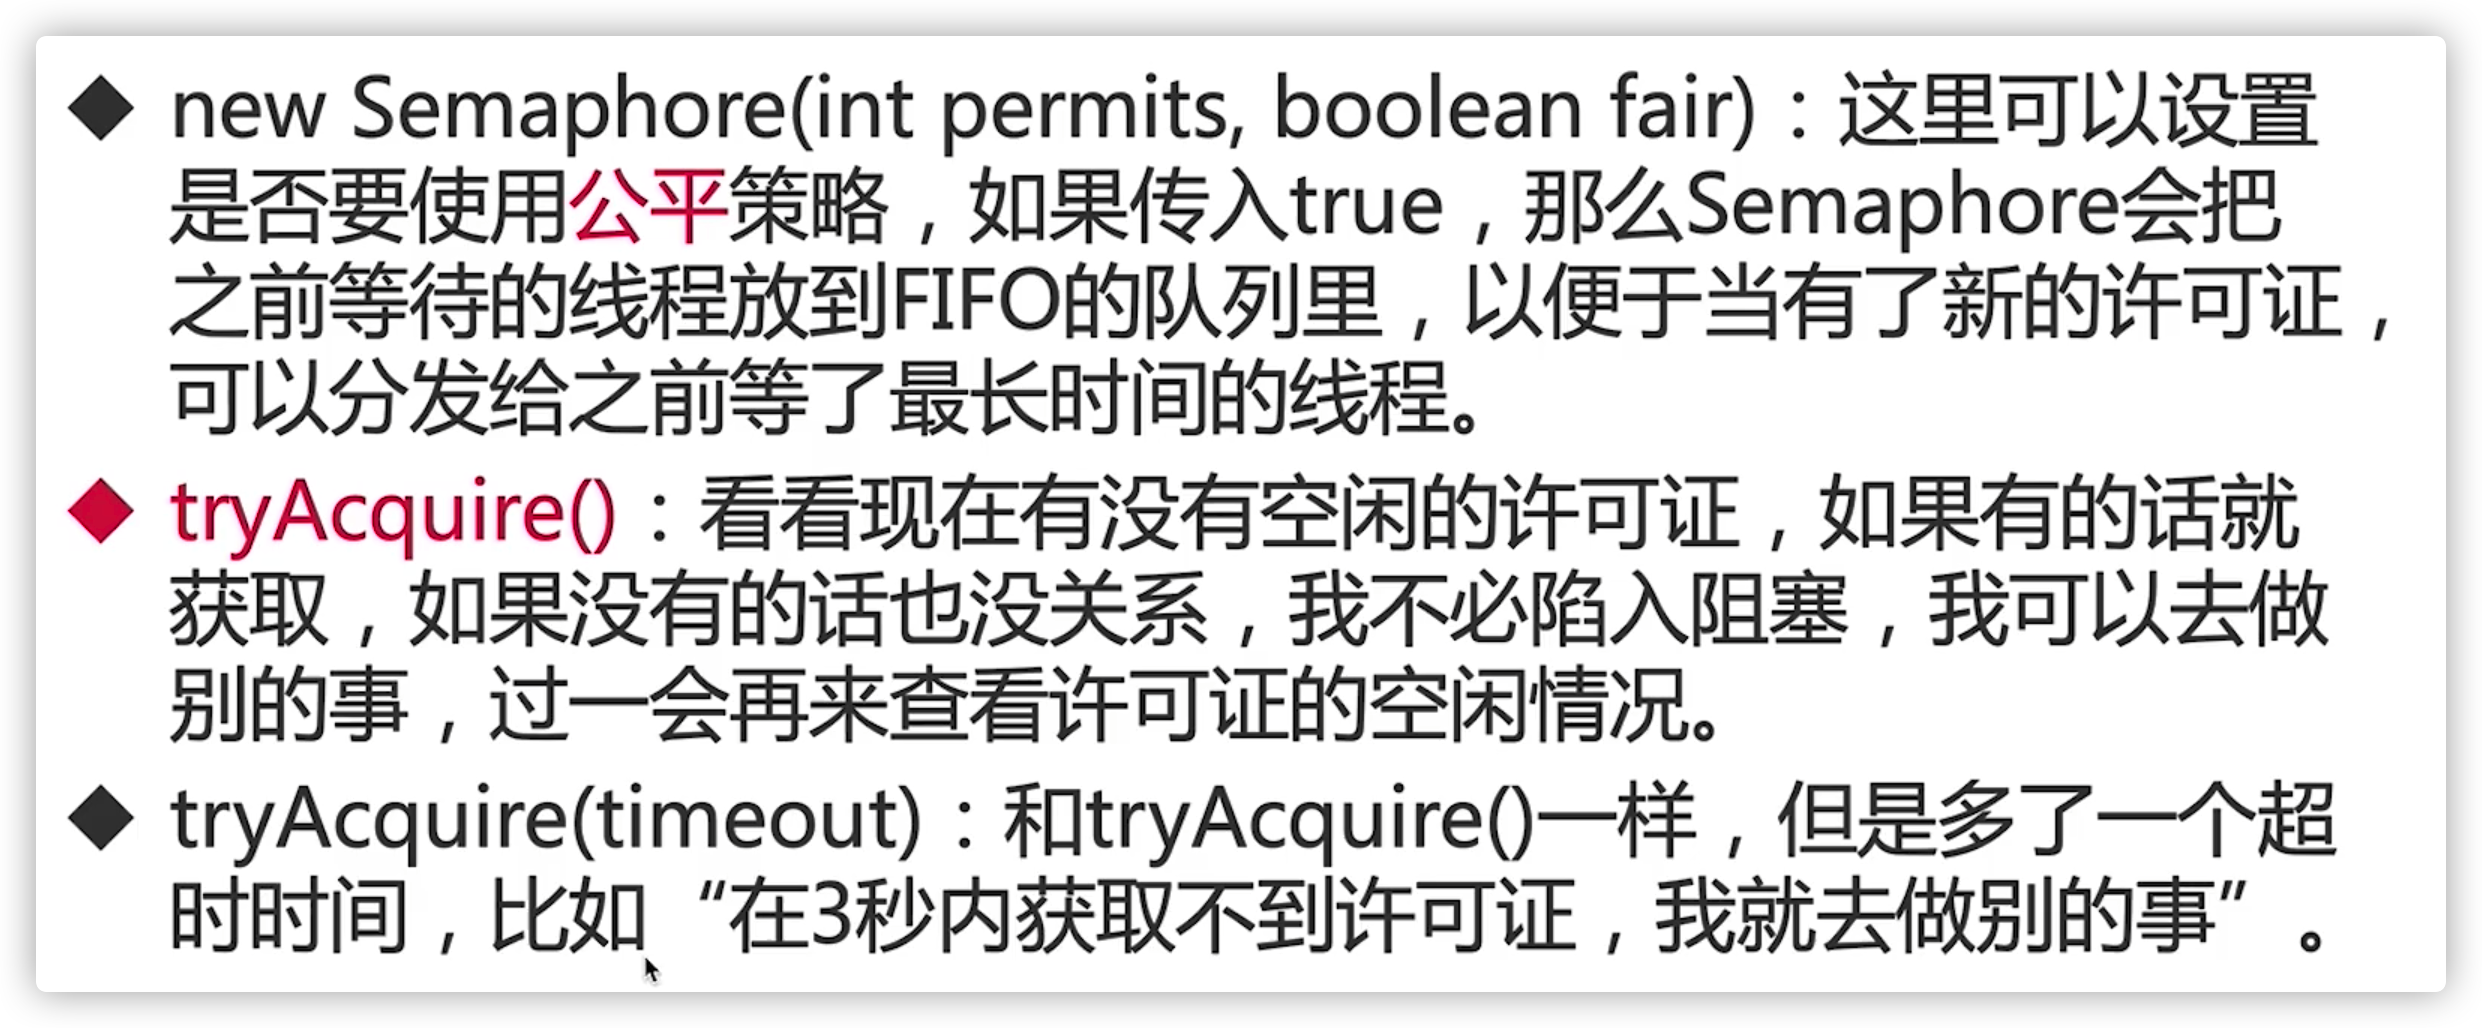 ◆ new Semaphore(int permits, boolean fair)：这里可以设置
是否要使用公平策略，如果传入true，那么Semaphore会把
之前等待的线程放到FIFO的队列里，以便于当有了新的许可证，
可以分发给之前等了最长时间的线程。
◆ tryAcquire()：看看现在有没有空闲的许可证，如果有的话就
获取，如果没有的话也没关系，我不必陷入阻塞，我可以去做
别的事，过一会再来查看许可证的空闲情况。
◆ tryAcquire(timeout)：和tryAcquire()一样，但是多了一个超
时时间，比如“在3秒内获取不到许可证，我就去做别的事”。